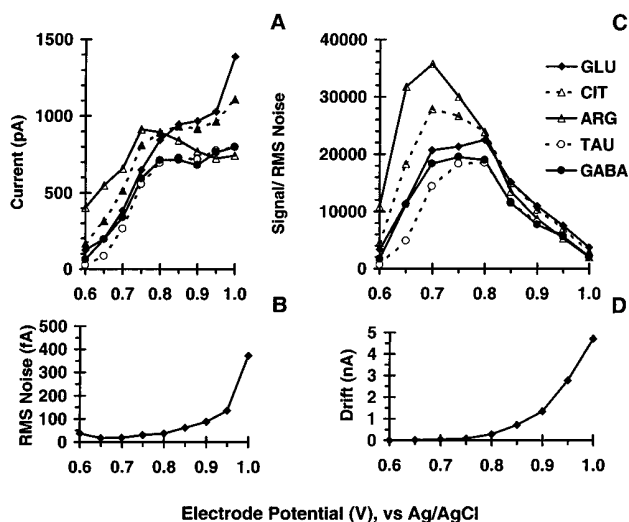 A
Current (pA)
1500
1000
500
0
0.6 0.7 0.8 0.9 1.0
B
RMS Noise (fA)
500
400
300
200
100
0
0.6 0.7 0.8 0.9 1.0
C
Signal/ RMS Noise
40000
30000
20000
10000
0
0.6 0.7 0.8 0.9 1.0
GLU
CIT
ARG
TAU
GABA
D
Drift (nA)
5
4
3
2
1
0
0.6 0.7 0.8 0.9 1.0
Electrode Potential (V), vs Ag/AgCl